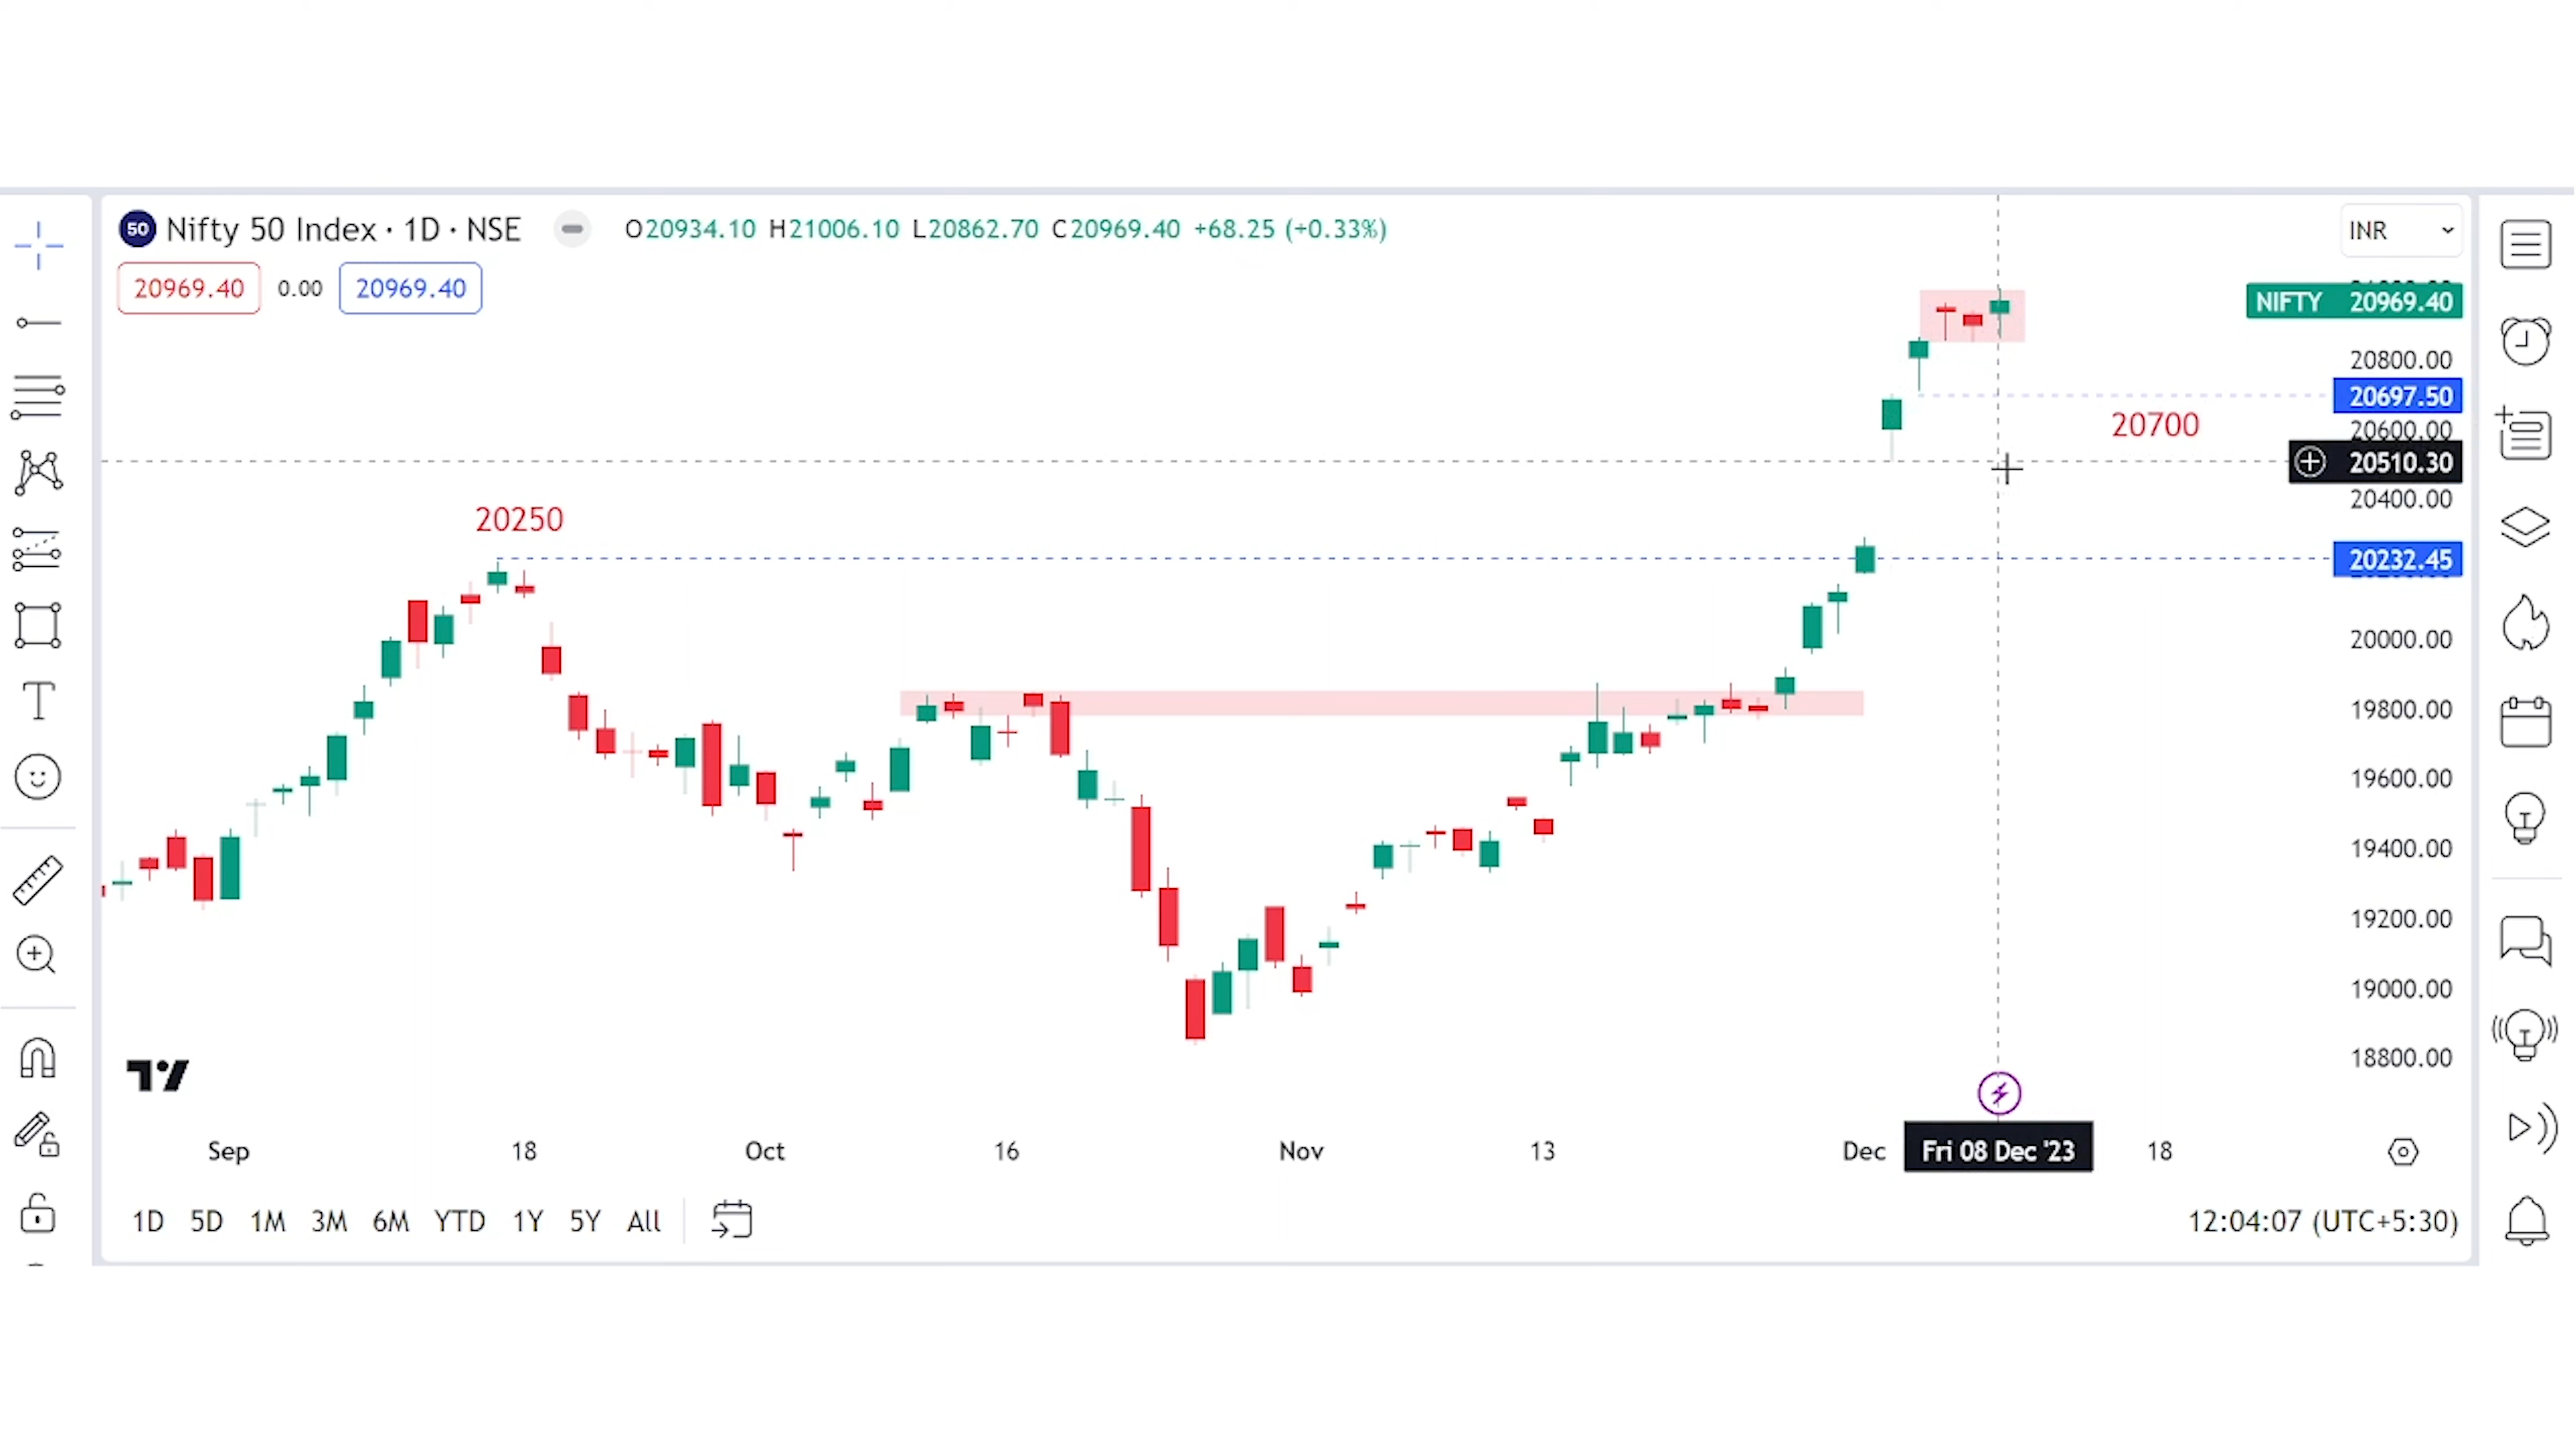 50 Nifty 50 Index · 1D · NSE O20934.10 H21006.10 L20862.70 C20969.40 +68.25 (+0.33%)
INR
20969.40 0.00 20969.40
NIFTY 20969.40
20800.00
20697.50
20700
20600.00
20510.30
20400.00
20250
20232.45
20000.00
19800.00
19600.00
19400.00
19200.00
19000.00
18800.00
Sep 18 Oct 16 Nov 13 Dec Fri 08 Dec '23 18
1D 5D 1M 3M 6M YTD 1Y 5Y All
12:04:07 (UTC+5:30)